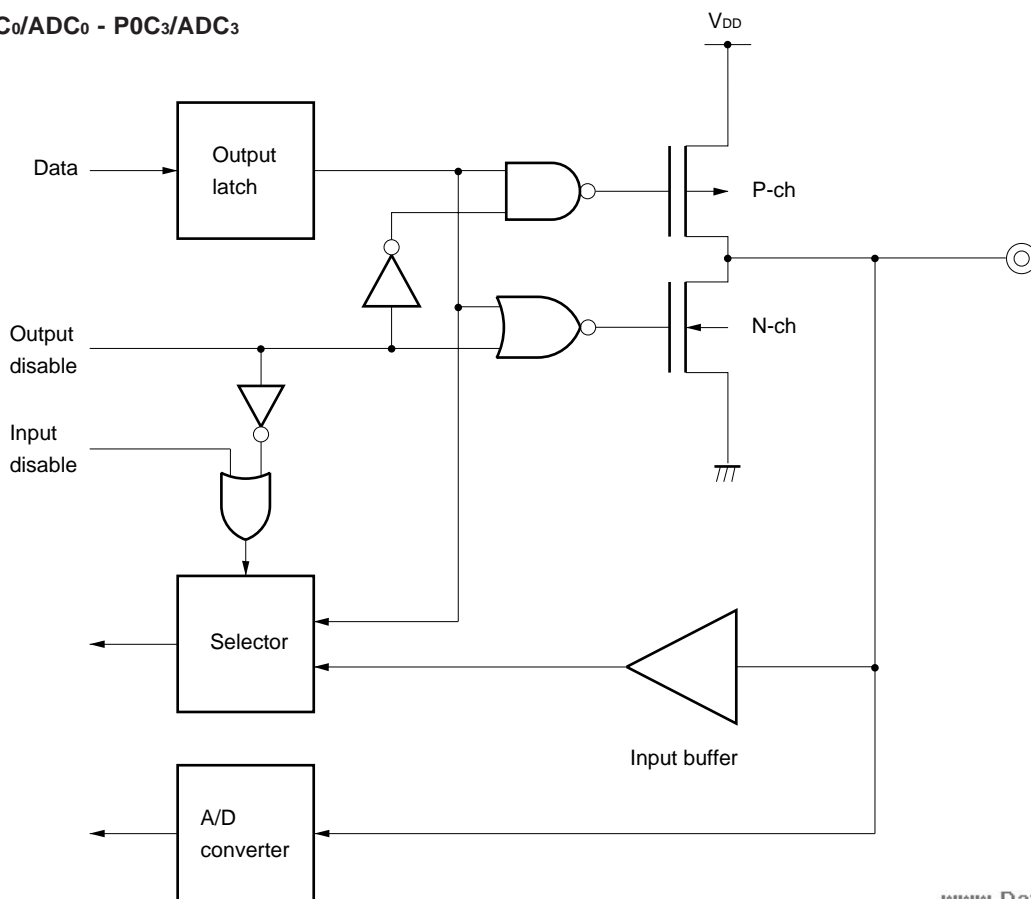 C₀/ADC₀ - P0C₃/ADC₃
VDD
Data
Output
latch
P-ch
Output
disable
N-ch
Input
disable
Selector
Input buffer
A/D
converter